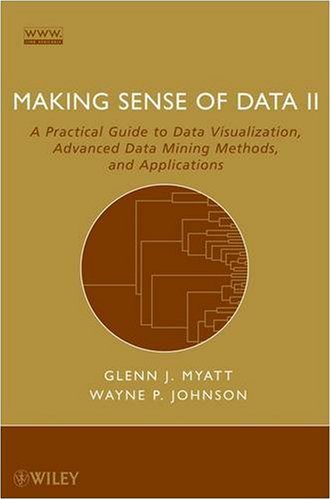 WWW.
MAKING SENSE OF DATA II
A Practical Guide to Data Visualization,
Advanced Data Mining Methods,
and Applications
GLENN J. MYATT
WAYNE P. JOHNSON
WILEY